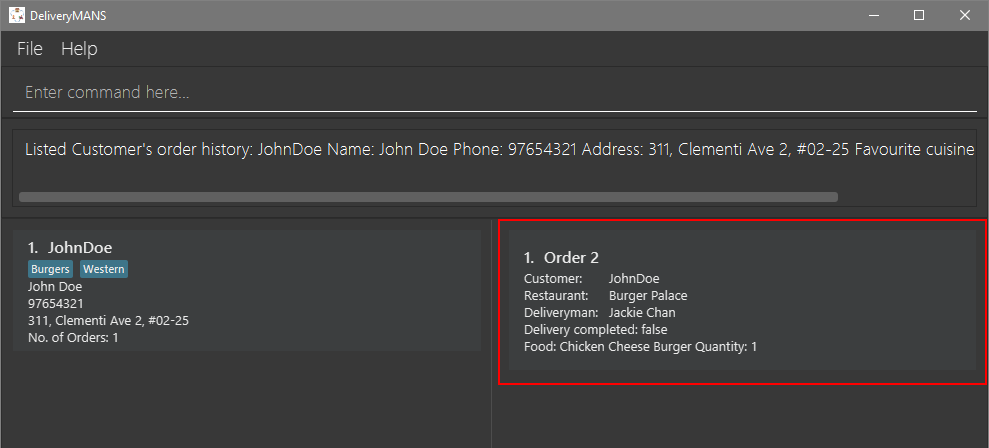 DeliveryMANS
File Help
Enter command here...
Listed Customer's order history: JohnDoe Name: John Doe Phone: 97654321 Address: 311, Clementi Ave 2, #02-25 Favourite cuisine
1. JohnDoe
Burgers Western
John Doe
97654321
311, Clementi Ave 2, #02-25
No. of Orders: 1
1. Order 2
Customer: JohnDoe
Restaurant: Burger Palace
Deliveryman: Jackie Chan
Delivery completed: false
Food: Chicken Cheese Burger Quantity: 1